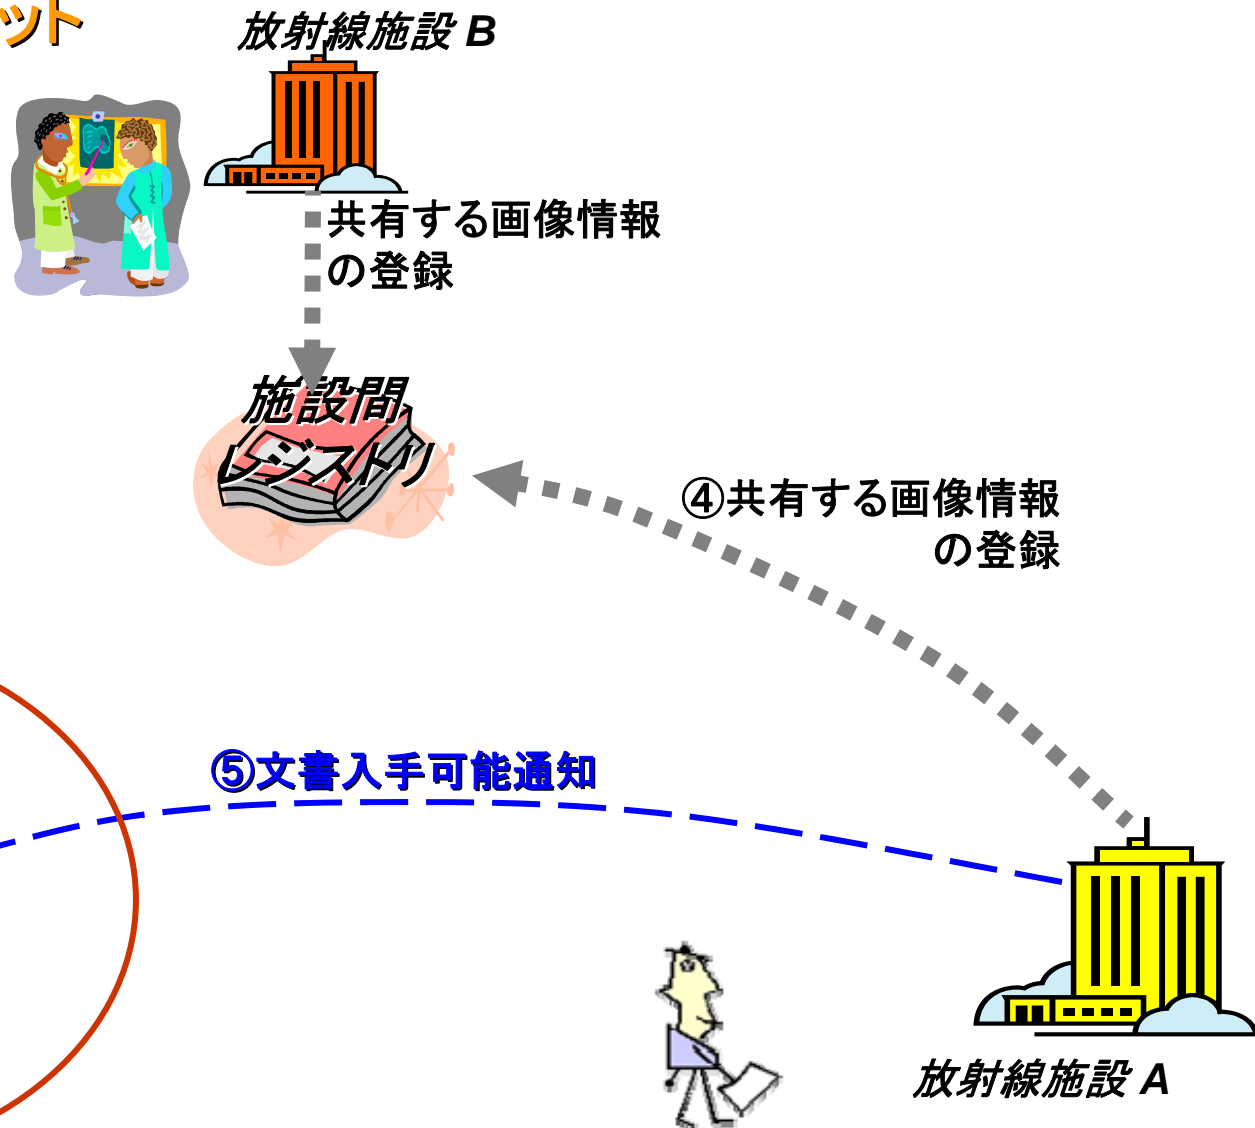 ット
放射線施設 B
共有する画像情報
の登録
施設間
レジストリ
④共有する画像情報
の登録
⑤文書入手可能通知
放射線施設 A